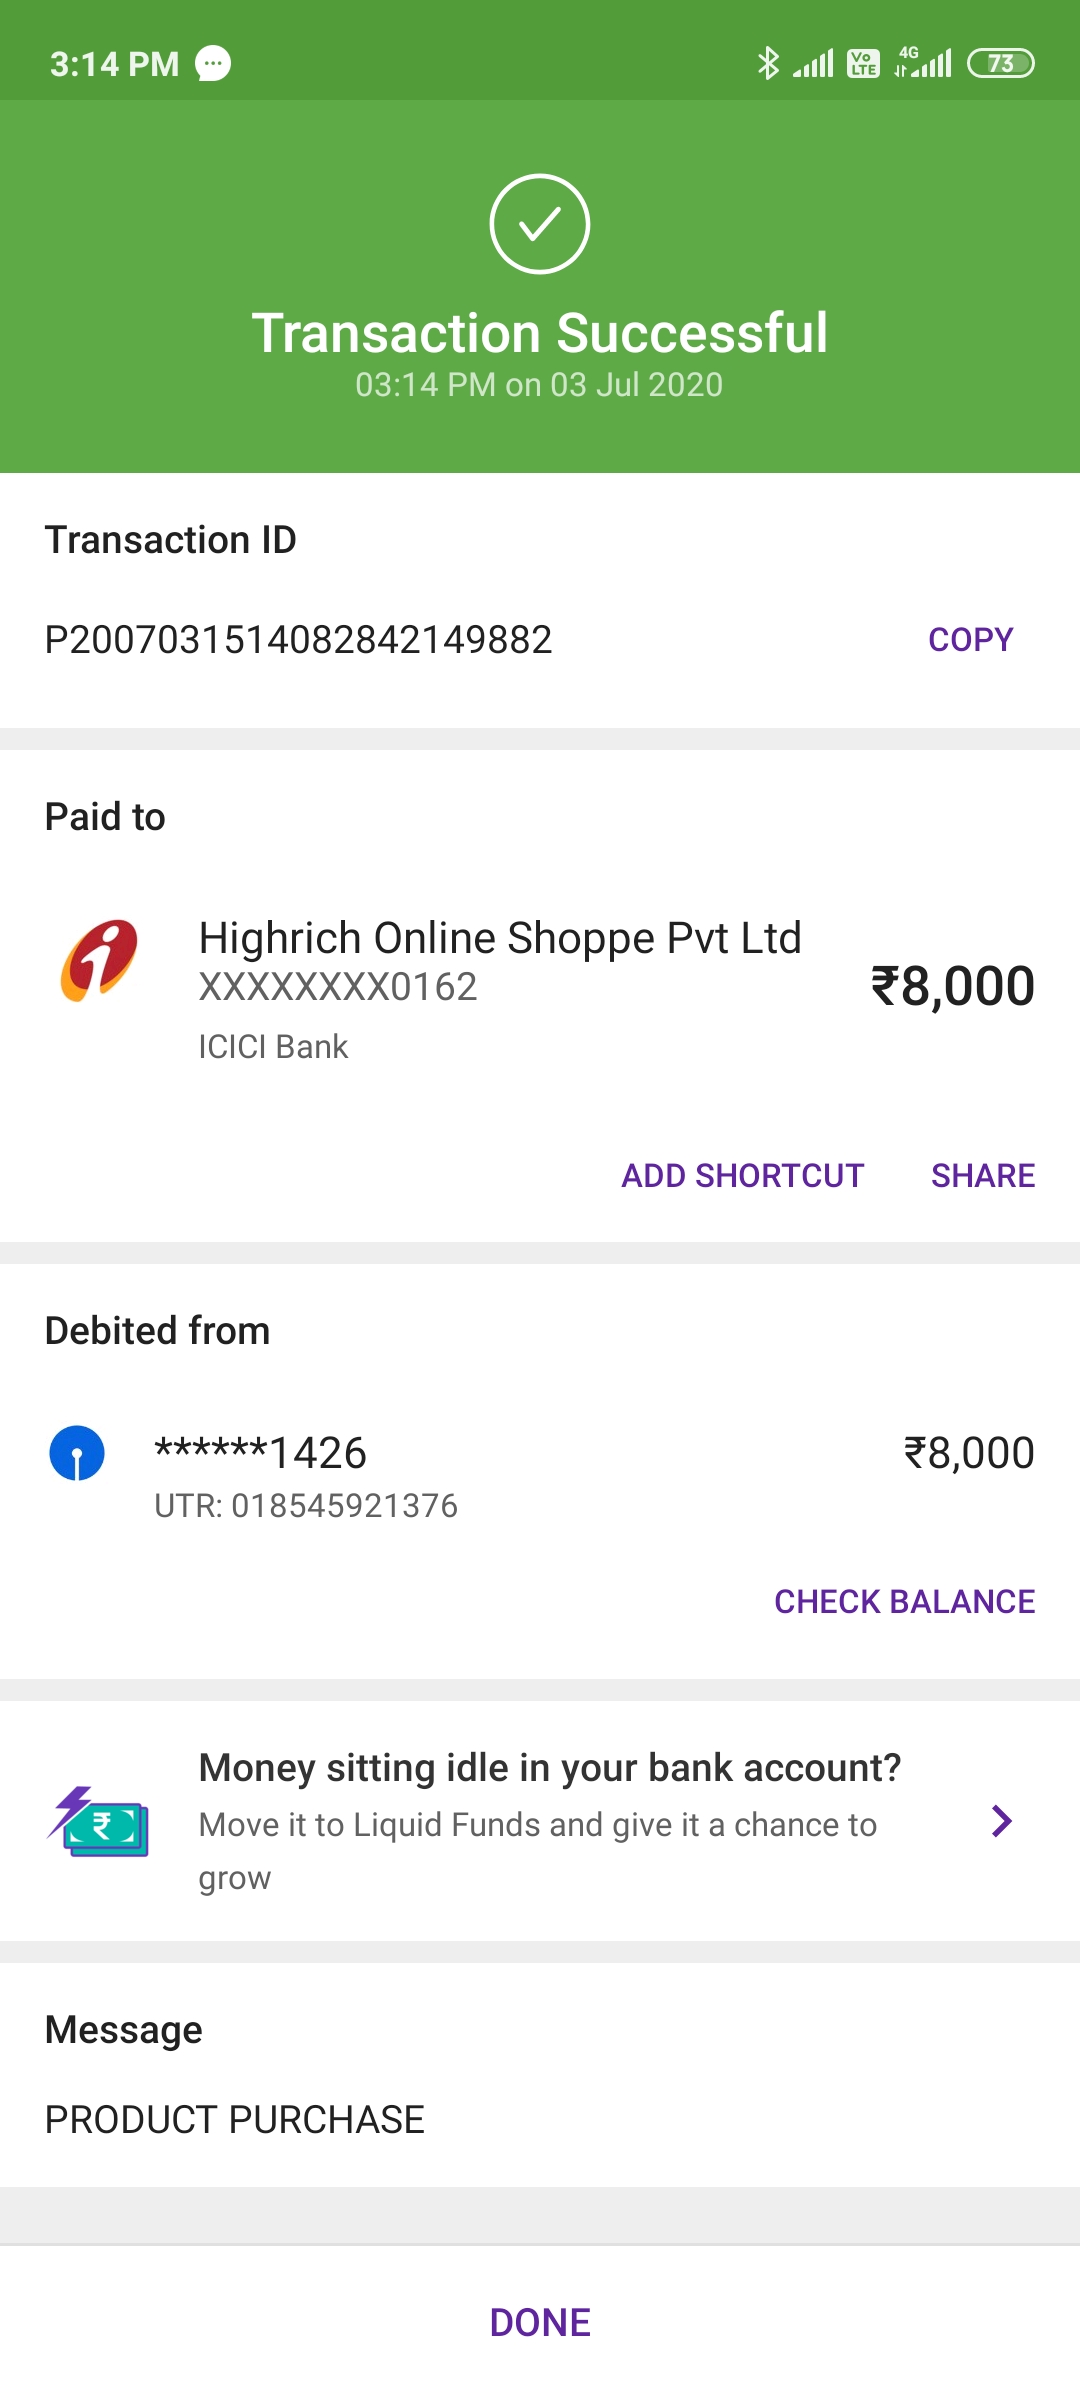 3:14 PM
Vo LTE
4G
73
Transaction Successful
03:14 PM on 03 Jul 2020
Transaction ID
P2007031514082842149882
COPY
Paid to
Highrich Online Shoppe Pvt Ltd
XXXXXXXX0162
₹8,000
ICICI Bank
ADD SHORTCUT SHARE
Debited from
******1426
₹8,000
UTR: 018545921376
CHECK BALANCE
Money sitting idle in your bank account?
Move it to Liquid Funds and give it a chance to
grow
Message
PRODUCT PURCHASE
DONE